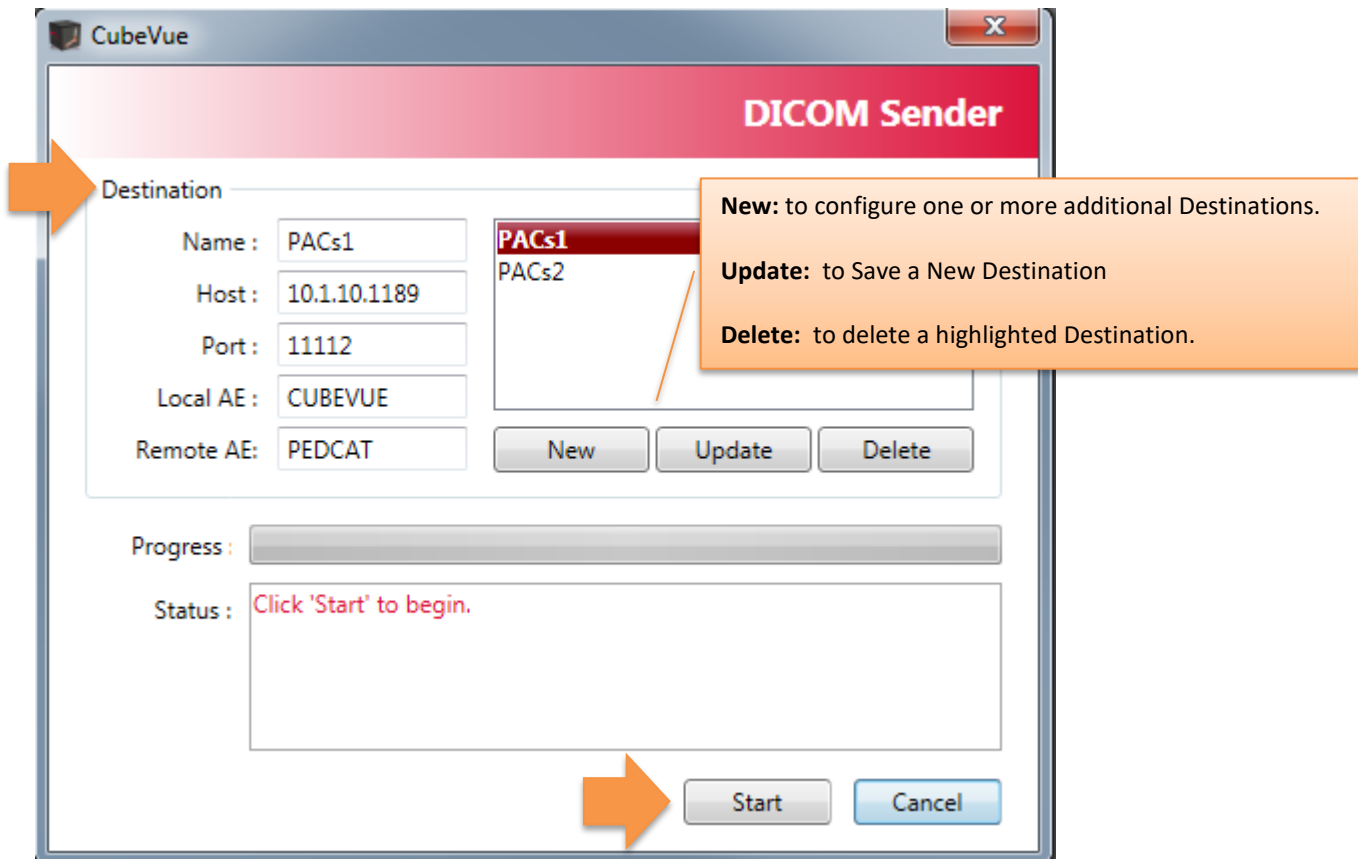 CubeVue
DICOM Sender
Destination
Name : PACs1
Host : 10.1.10.1189
Port : 11112
Local AE : CUBEVUE
Remote AE: PEDCAT
PACs1
PACs2
New: to configure one or more additional Destinations.
Update: to Save a New Destination
Delete: to delete a highlighted Destination.
New Update Delete
Progress :
Status : Click 'Start' to begin.
Start Cancel